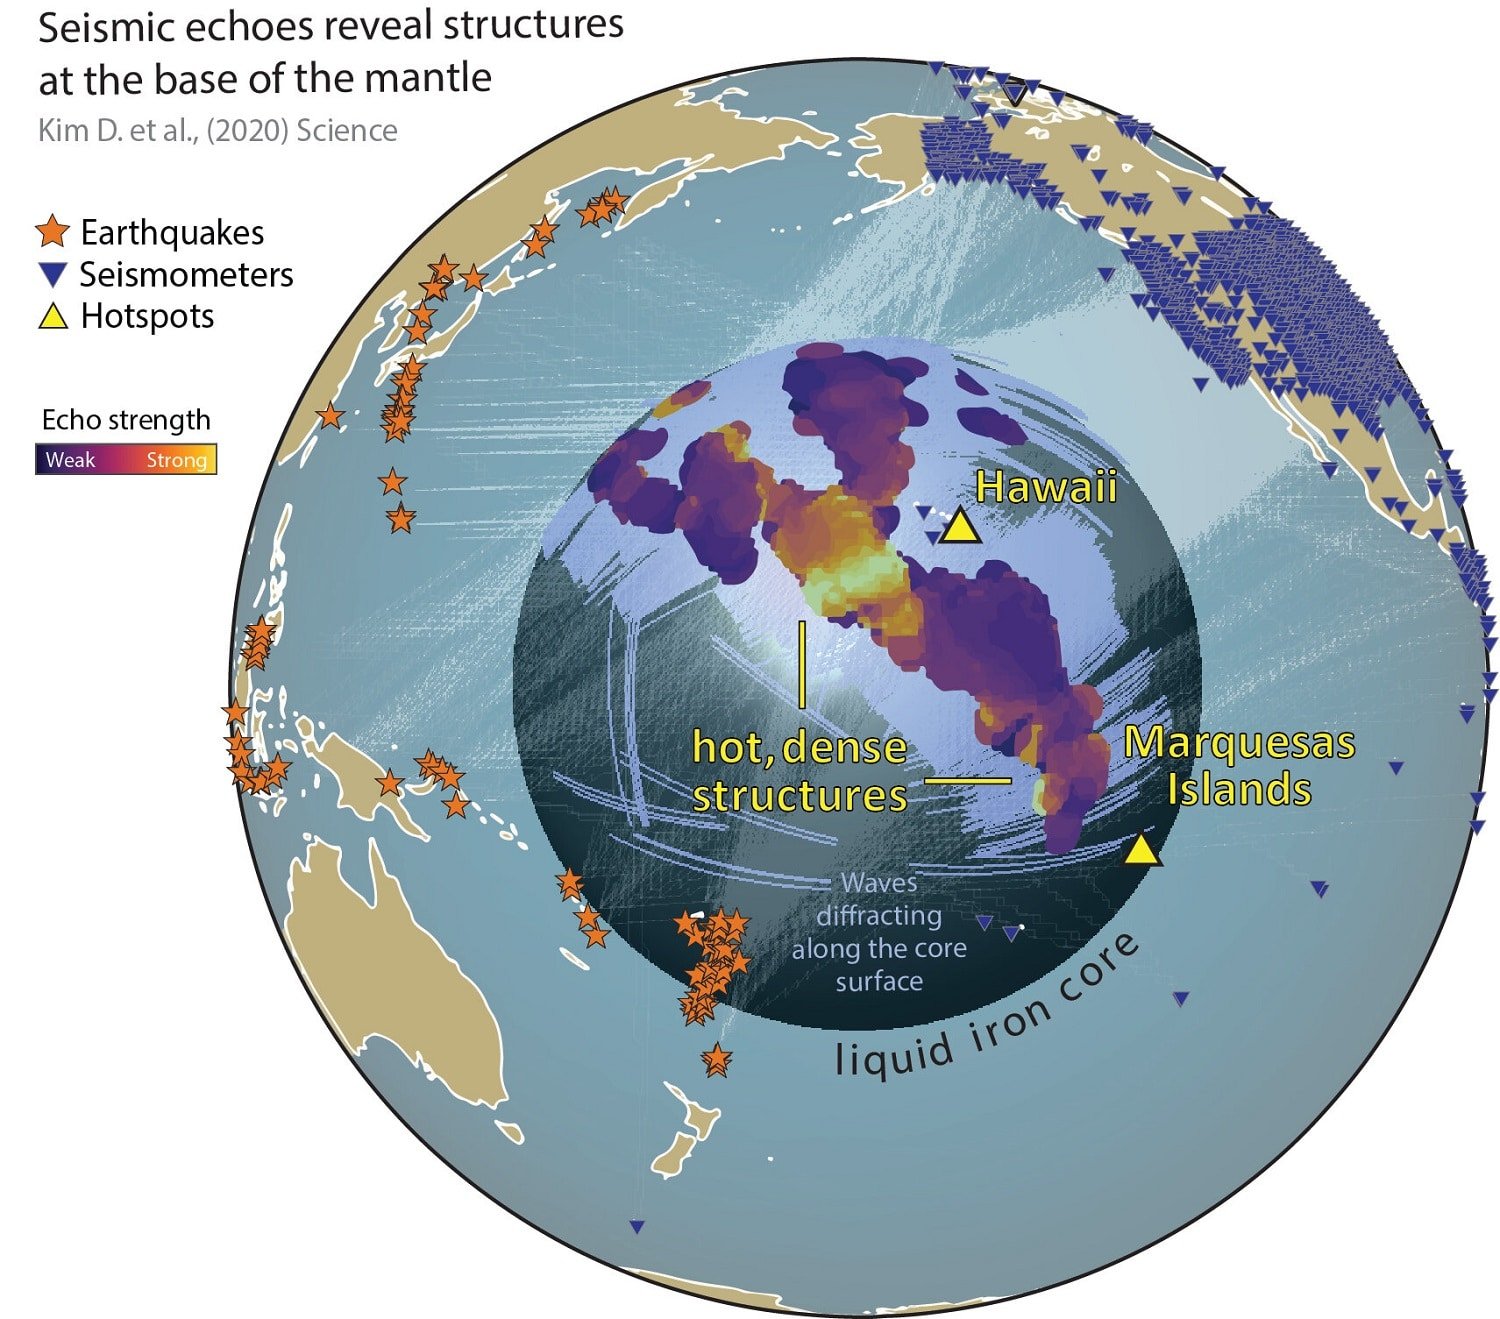 Seismic echoes reveal structures
at the base of the mantle
Kim D. et al., (2020) Science
Earthquakes
Seismometers
Hotspots
Echo strength
Weak Strong
Hawaii
hot, dense
structures
Marquesas
Islands
Waves
diffracting
along the core
surface
liquid iron core